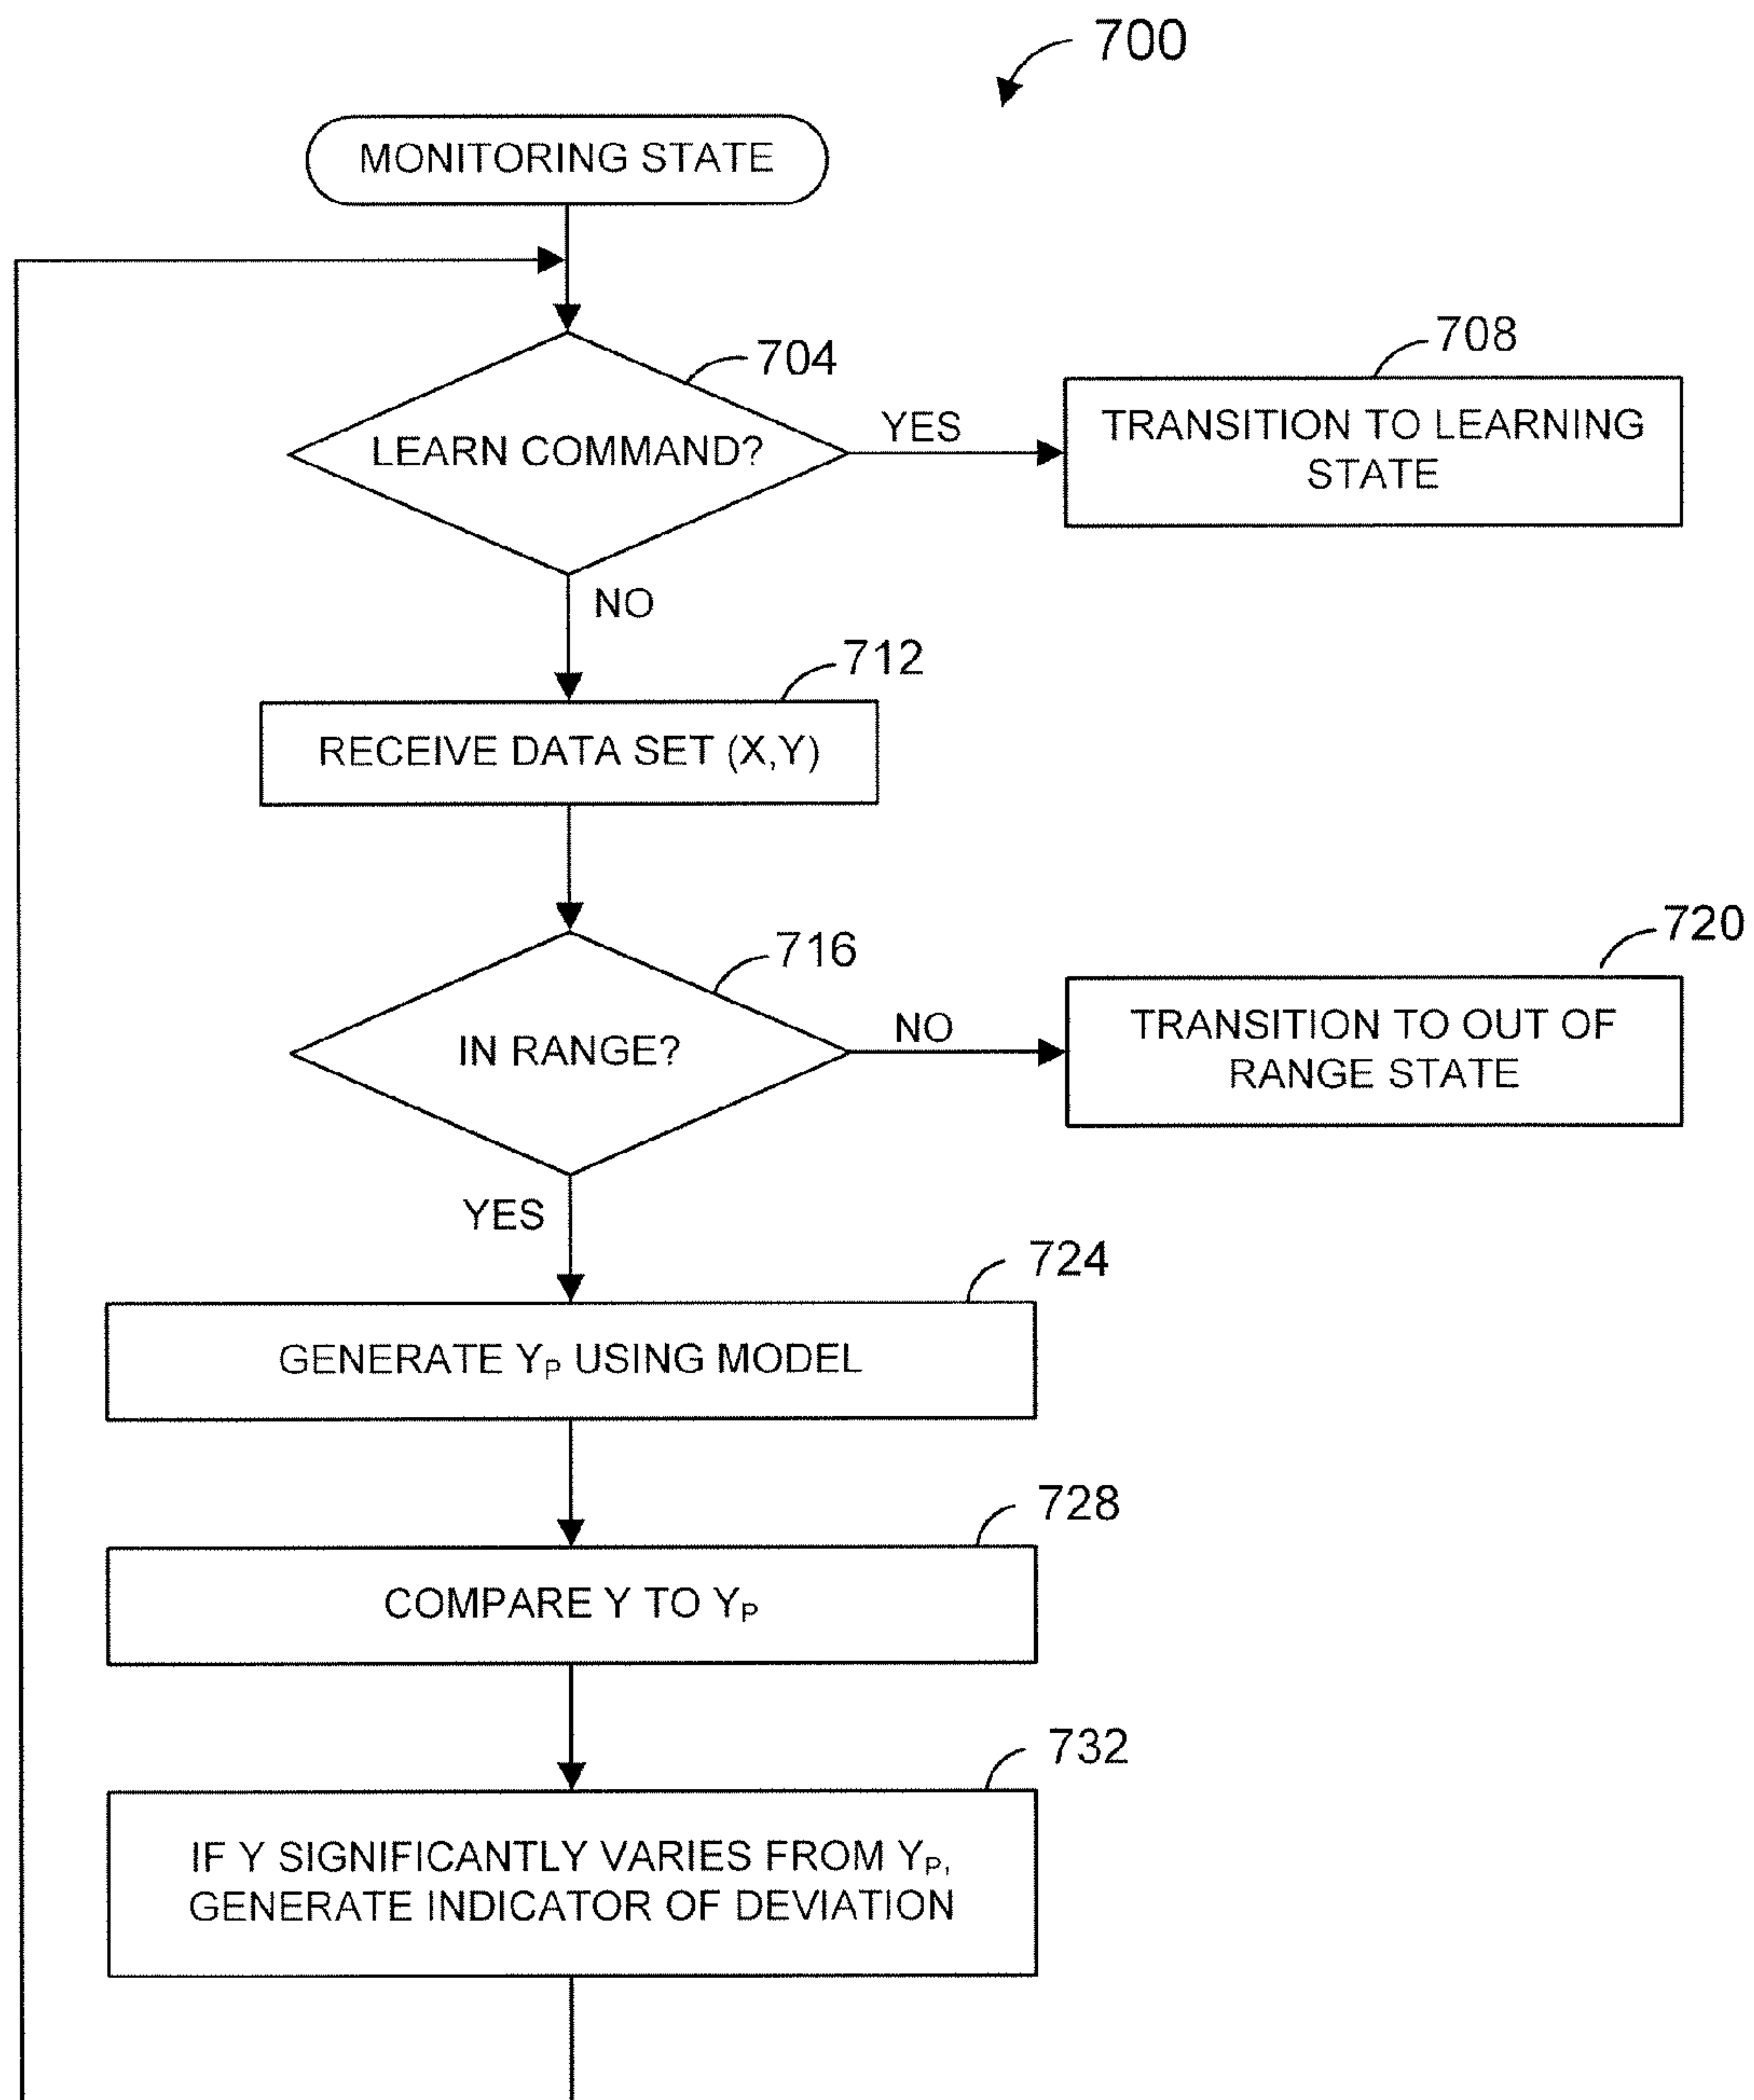 700
MONITORING STATE
704
LEARN COMMAND?
YES
708
TRANSITION TO LEARNING
STATE
NO
712
RECEIVE DATA SET (X,Y)
716
IN RANGE?
NO
720
TRANSITION TO OUT OF
RANGE STATE
YES
724
GENERATE YP USING MODEL
728
COMPARE Y TO YP
732
IF Y SIGNIFICANTLY VARIES FROM YP,
GENERATE INDICATOR OF DEVIATION